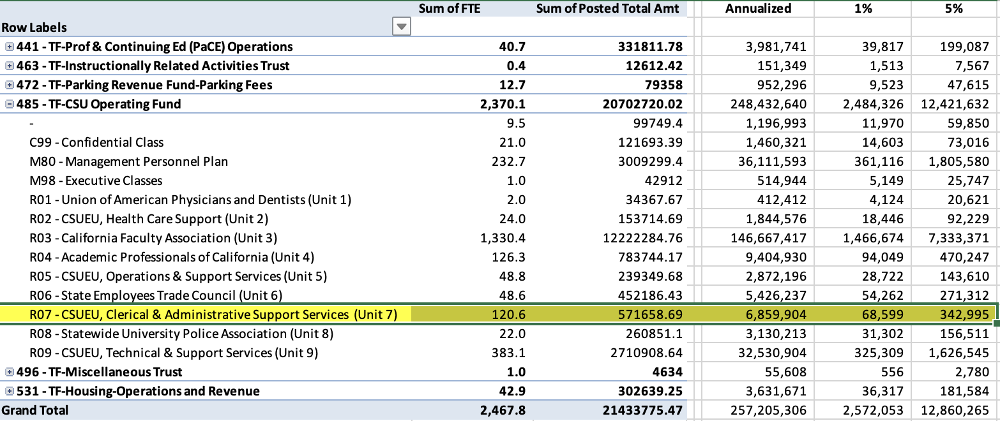 Sum of FTE Sum of Posted Total Amt Annualized 1% 5%
Row Labels
441 - TF-Prof & Continuing Ed (PaCE) Operations 40.7 331811.78 3,981,741 39,817 199,087
463 - TF-Instructionally Related Activities Trust 0.4 12612.42 151,349 1,513 7,567
472 - TF-Parking Revenue Fund-Parking Fees 12.7 79358 952,296 9,523 47,615
485 - TF-CSU Operating Fund 2,370.1 20702720.02 248,432,640 2,484,326 12,421,632
- 9.5 99749.4 1,196,993 11,970 59,850
C99 - Confidential Class 21.0 121693.39 1,460,321 14,603 73,016
M80 - Management Personnel Plan 232.7 3009299.4 36,111,593 361,116 1,805,580
M98 - Executive Classes 1.0 42912 514,944 5,149 25,747
R01 - Union of American Physicians and Dentists (Unit 1) 2.0 34367.67 412,412 4,124 20,621
R02 - CSUEU, Health Care Support (Unit 2) 24.0 153714.69 1,844,576 18,446 92,229
R03 - California Faculty Association (Unit 3) 1,330.4 12222284.76 146,667,417 1,466,674 7,333,371
R04 - Academic Professionals of California (Unit 4) 126.3 783744.17 9,404,930 94,049 470,247
R05 - CSUEU, Operations & Support Services (Unit 5) 48.8 239349.68 2,872,196 28,722 143,610
R06 - State Employees Trade Council (Unit 6) 48.6 452186.43 5,426,237 54,262 271,312
R07 - CSUEU, Clerical & Administrative Support Services (Unit 7) 120.6 571658.69 6,859,904 68,599 342,995
R08 - Statewide University Police Association (Unit 8) 22.0 260851.1 3,130,213 31,302 156,511
R09 - CSUEU, Technical & Support Services (Unit 9) 383.1 2710908.64 32,530,904 325,309 1,626,545
496 - TF-Miscellaneous Trust 1.0 4634 55,608 556 2,780
531 - TF-Housing-Operations and Revenue 42.9 302639.25 3,631,671 36,317 181,584
Grand Total 2,467.8 21433775.47 257,205,306 2,572,053 12,860,265